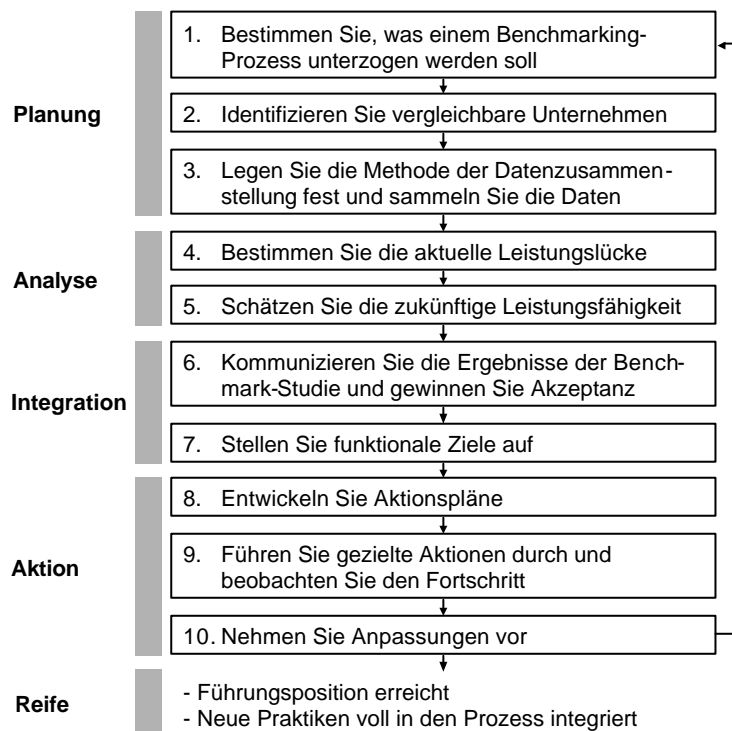 Planung
1. Bestimmen Sie, was einem Benchmarking-
Prozess unterzogen werden soll
2. Identifizieren Sie vergleichbare Unternehmen
3. Legen Sie die Methode der Datenzusammen-
stellung fest und sammeln Sie die Daten
Analyse
4. Bestimmen Sie die aktuelle Leistungslücke
5. Schätzen Sie die zukünftige Leistungsfähigkeit
Integration
6. Kommunizieren Sie die Ergebnisse der Bench-
mark-Studie und gewinnen Sie Akzeptanz
7. Stellen Sie funktionale Ziele auf
Aktion
8. Entwickeln Sie Aktionspläne
9. Führen Sie gezielte Aktionen durch und
beobachten Sie den Fortschritt
10. Nehmen Sie Anpassungen vor
Reife
- Führungsposition erreicht
- Neue Praktiken voll in den Prozess integriert